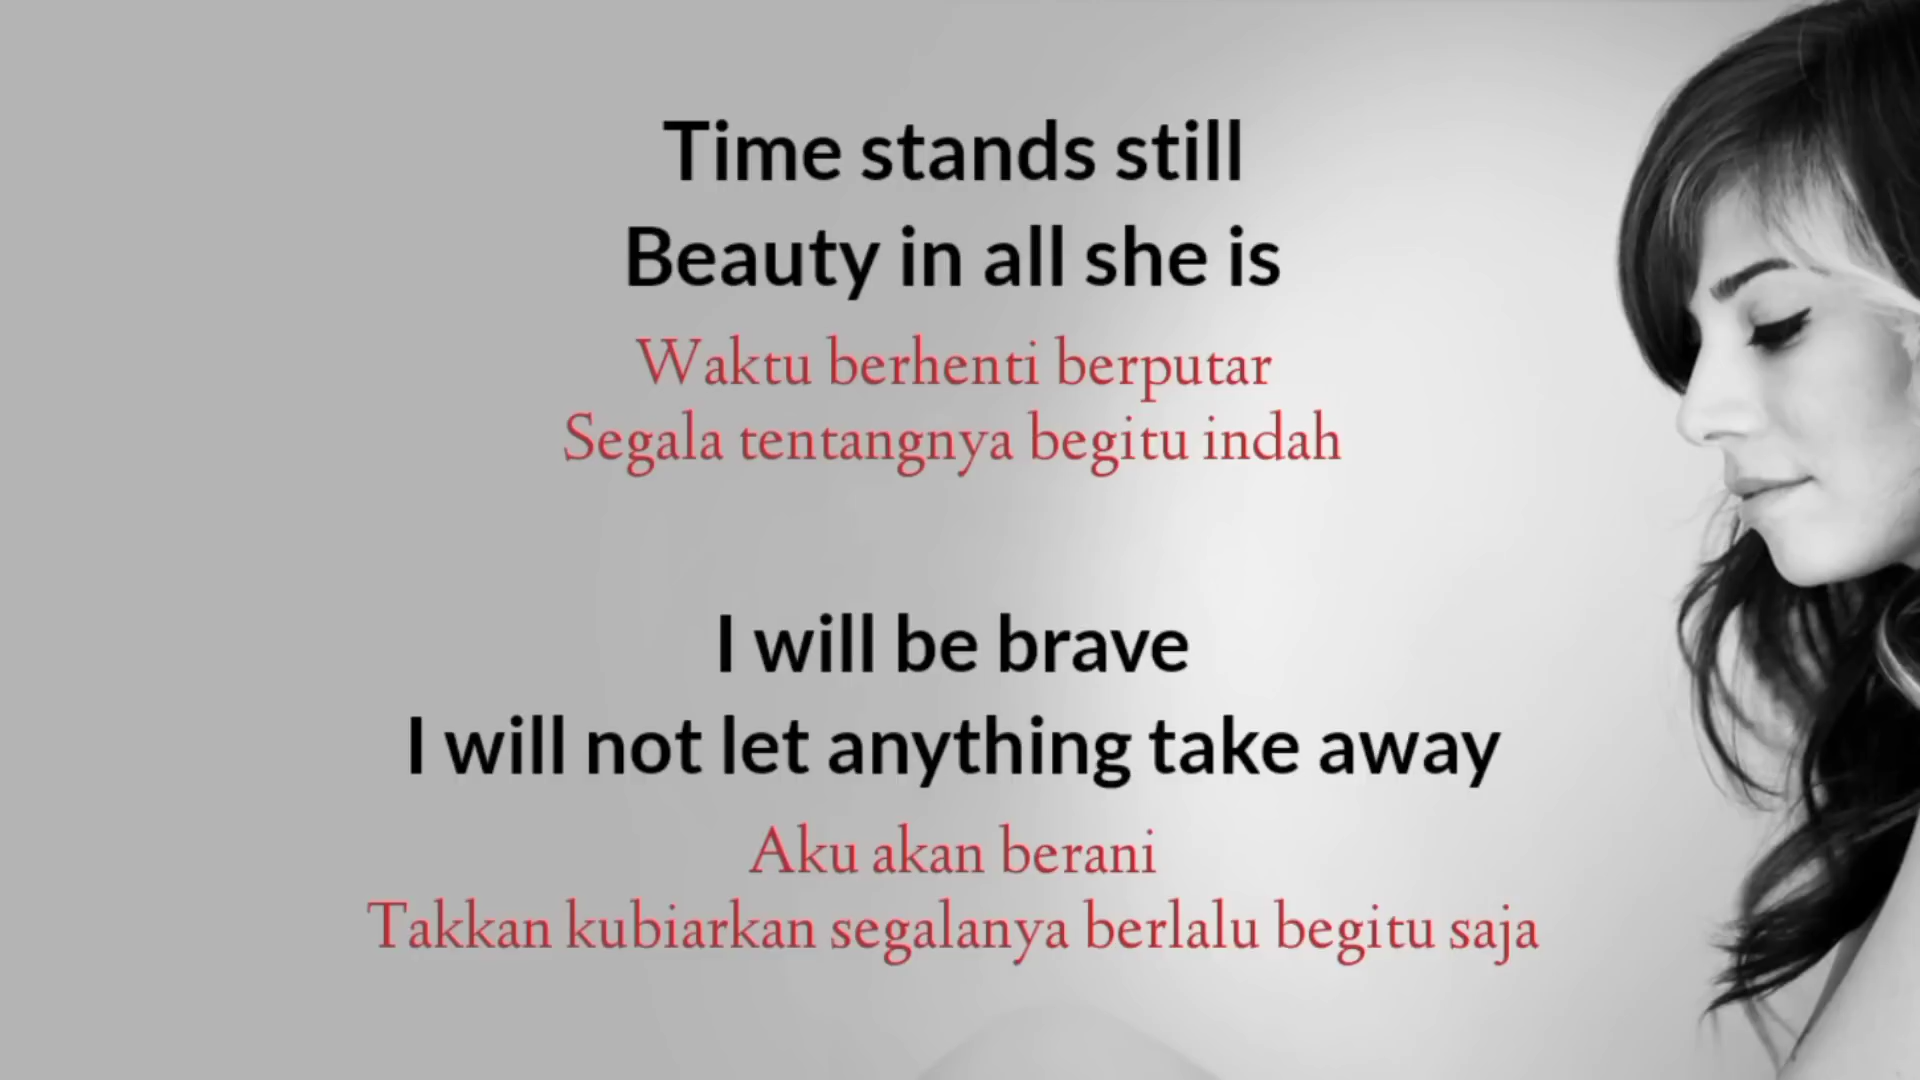 Time stands still
Beauty in all she is
Waktu berhenti berputar
Segala tentangnya begitu indah
I will be brave
I will not let anything take away
Aku akan berani
Takkan kubiarkan segalanya berlalu begitu saja